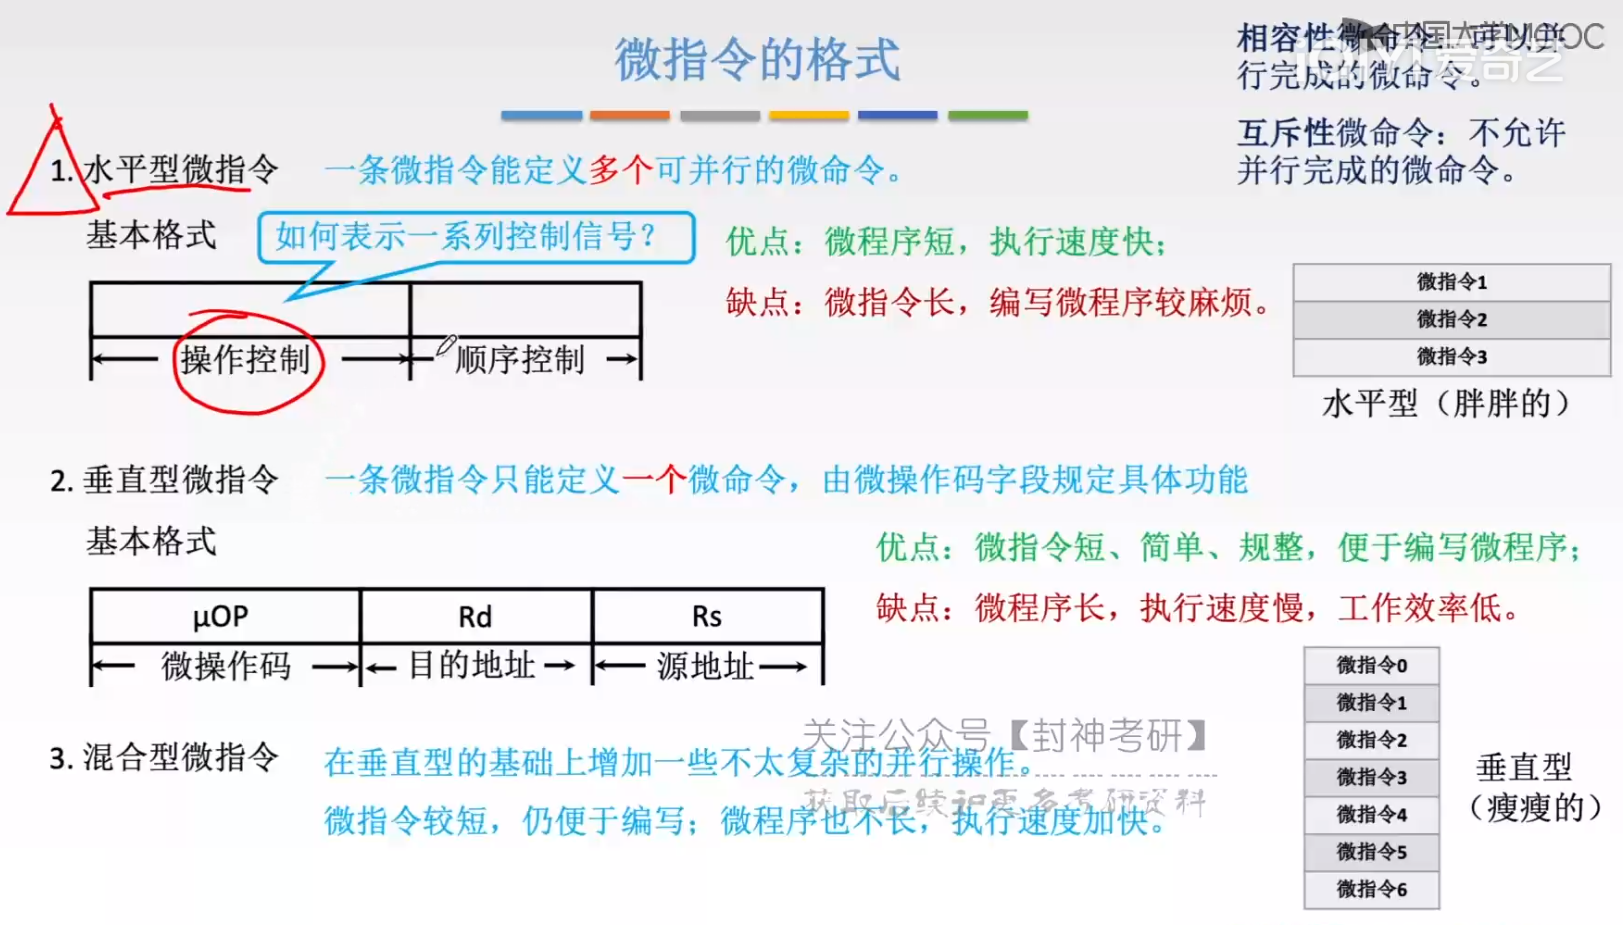 微指令的格式
中国大学MOOC
爱奇艺
相容性微命令：可以并
行完成的微命令。
互斥性微命令：不允许
并行完成的微命令。
1. 水平型微指令 一条微指令能定义多个可并行的微命令。
基本格式 如何表示一系列控制信号？
优点：微程序短，执行速度快；
缺点：微指令长，编写微程序较麻烦。
操作控制 顺序控制
微指令1
微指令2
微指令3
水平型（胖胖的）
2. 垂直型微指令 一条微指令只能定义一个微命令，由微操作码字段规定具体功能
基本格式
优点：微指令短、简单、规整，便于编写微程序；
缺点：微程序长，执行速度慢，工作效率低。
μOP Rd Rs
微操作码 目的地址 源地址
微指令0
微指令1
微指令2
微指令3
微指令4
微指令5
微指令6
垂直型
（瘦瘦的）
关注公众号【封神考研】
获取后续和更多考研资料
3. 混合型微指令 在垂直型的基础上增加一些不太复杂的并行操作。
微指令较短，仍便于编写；微程序也不长，执行速度加快。